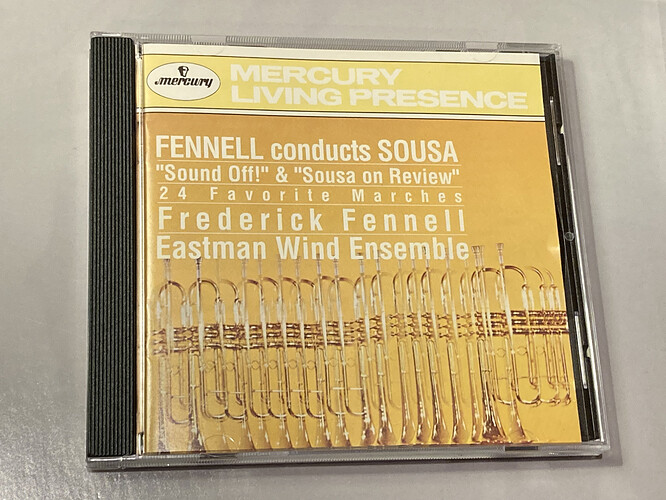 mercury
MERCURY
LIVING PRESENCE
FENNELL conducts SOUSA
"Sound Off!" & "Sousa on Review"
24 Favorite Marches
Frederick Fennell
Eastman Wind Ensemble